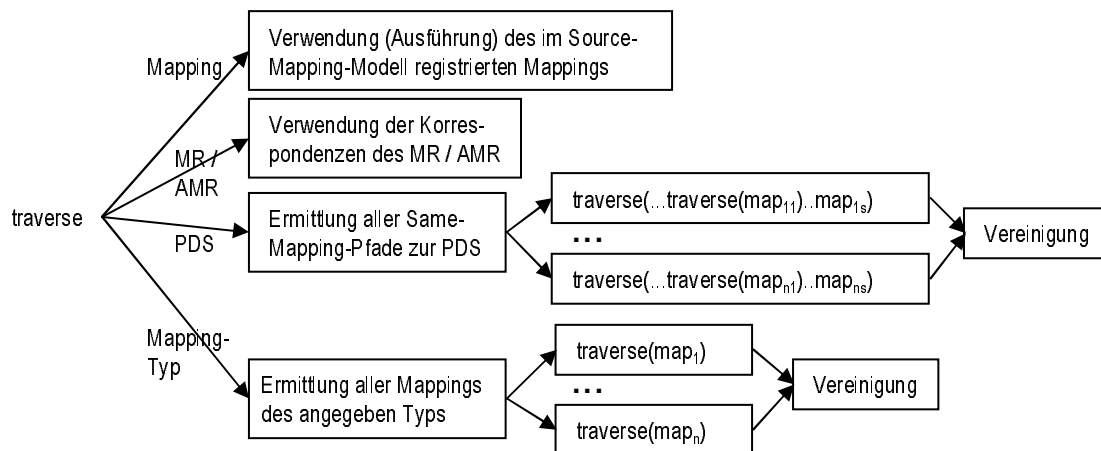 Verwendung (Ausführung) des im Source-
Mapping-Modell registrierten Mappings
Mapping
Verwendung der Korres-
pondenzen des MR / AMR
MR /
AMR
traverse
PDS
Ermittlung aller Same-
Mapping-Pfade zur PDS
traverse(...traverse(map11)..map1s)
...
traverse(...traverse(mapn1)..mapns)
Vereinigung
Mapping-
Typ
Ermittlung aller Mappings
des angegeben Typs
traverse(map1)
...
traverse(mapn)
Vereinigung